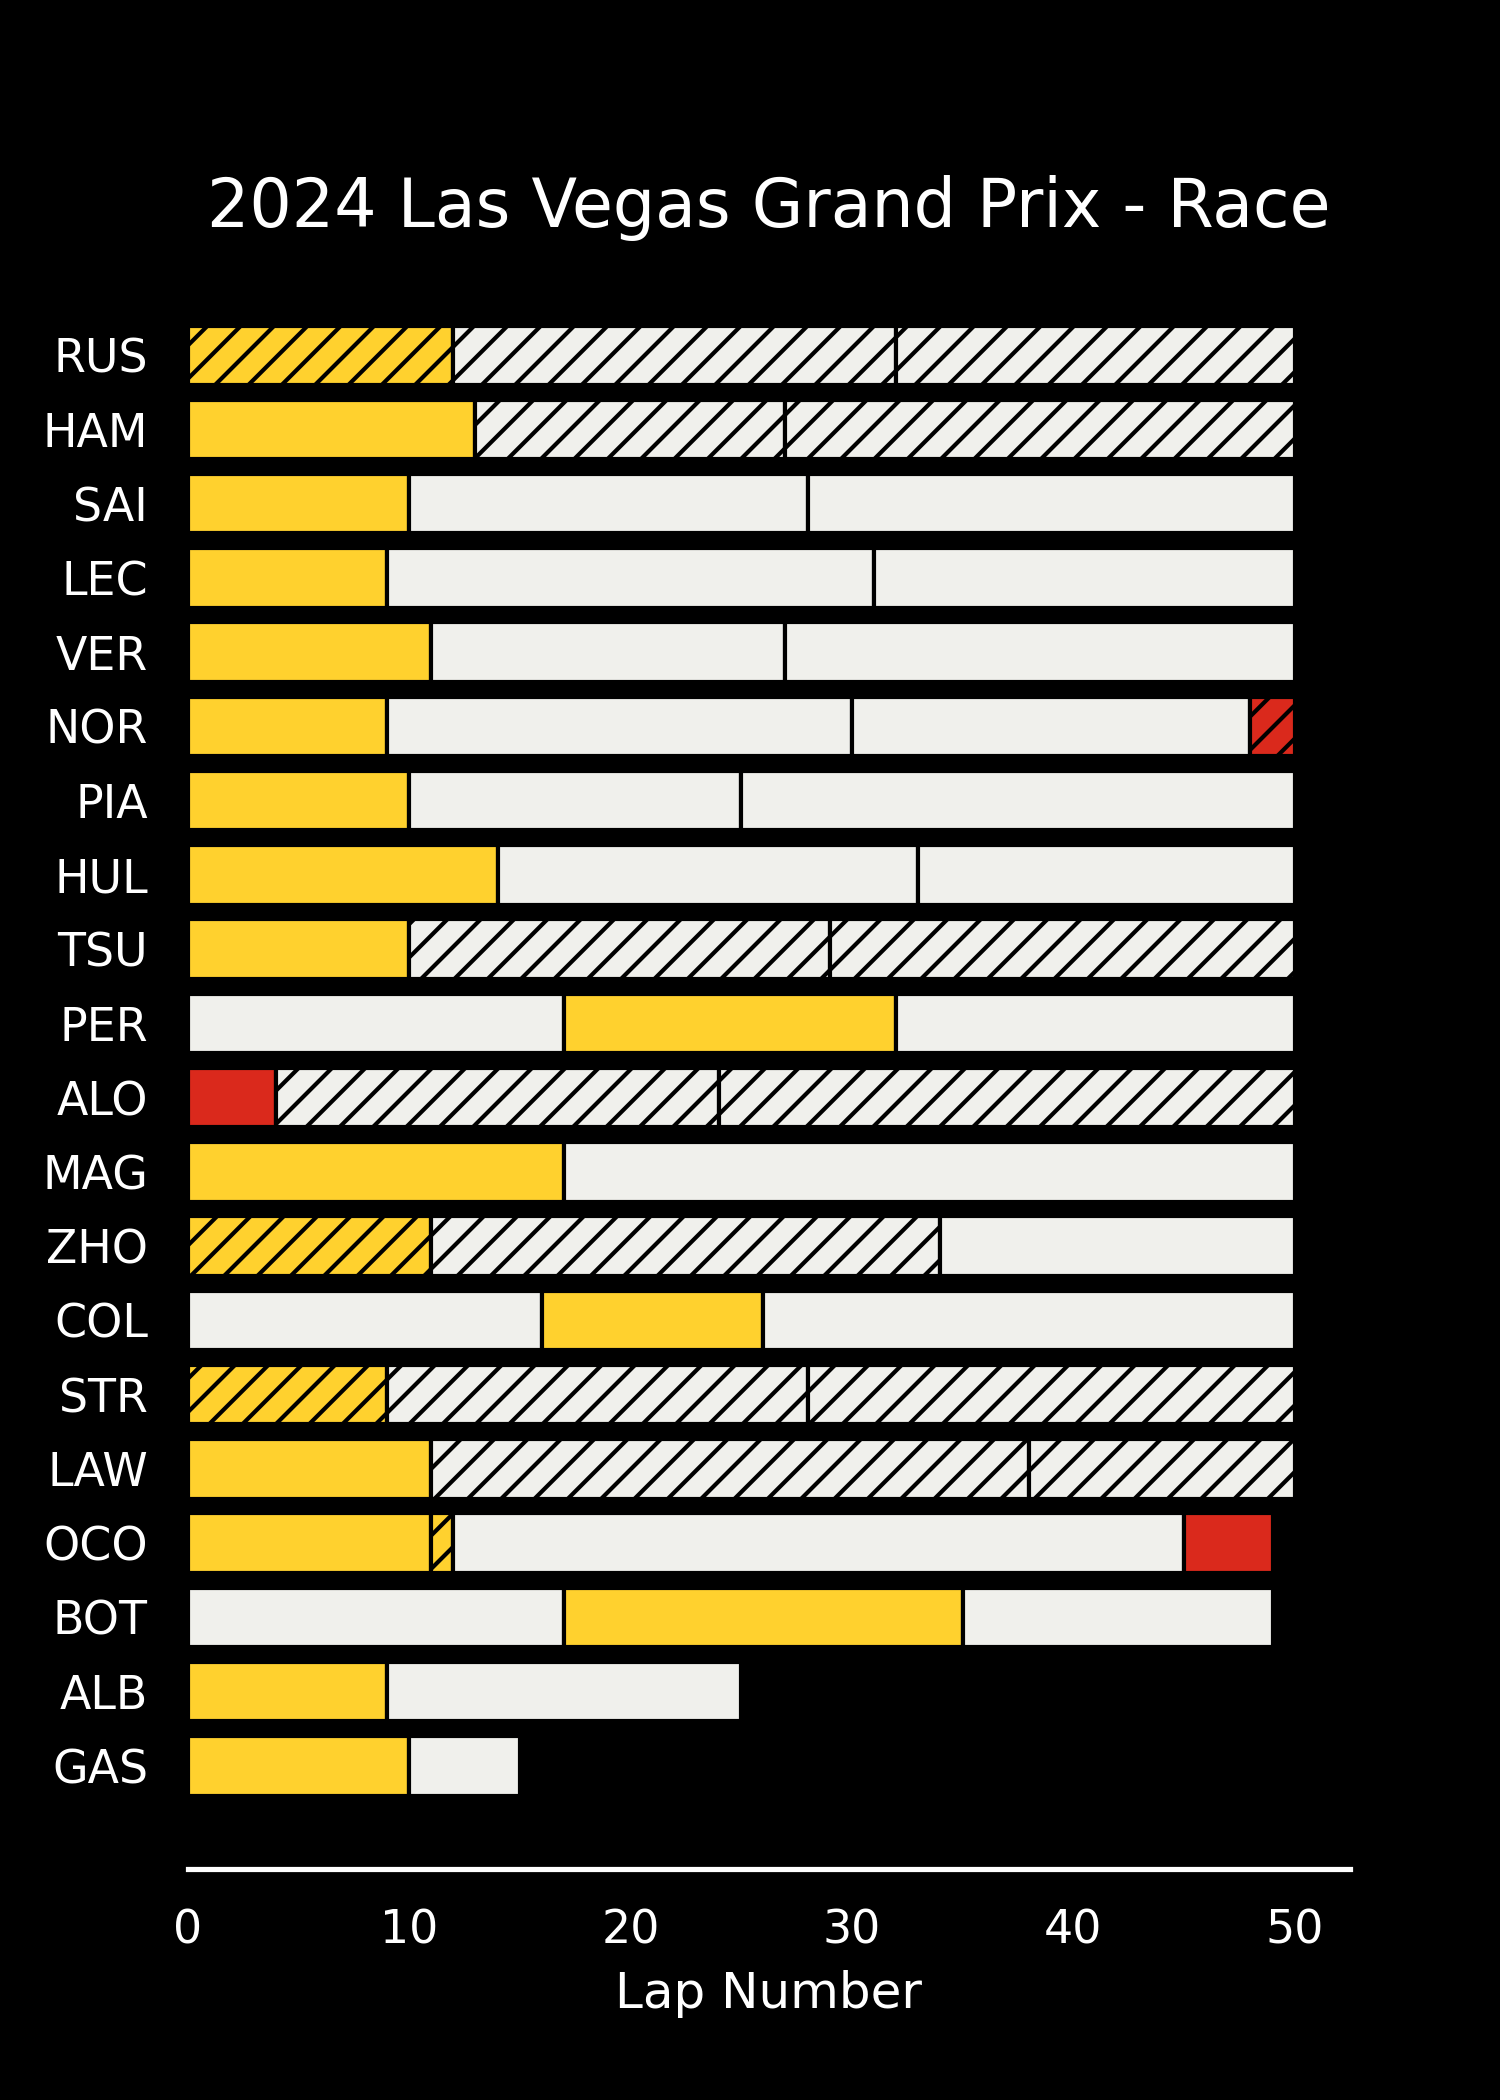 2024 Las Vegas Grand Prix - Race
RUS
HAM
SAI
LEC
VER
NOR
PIA
HUL
TSU
PER
ALO
MAG
ZHO
COL
STR
LAW
OCO
BOT
ALB
GAS
0 10 20 30 40 50
Lap Number